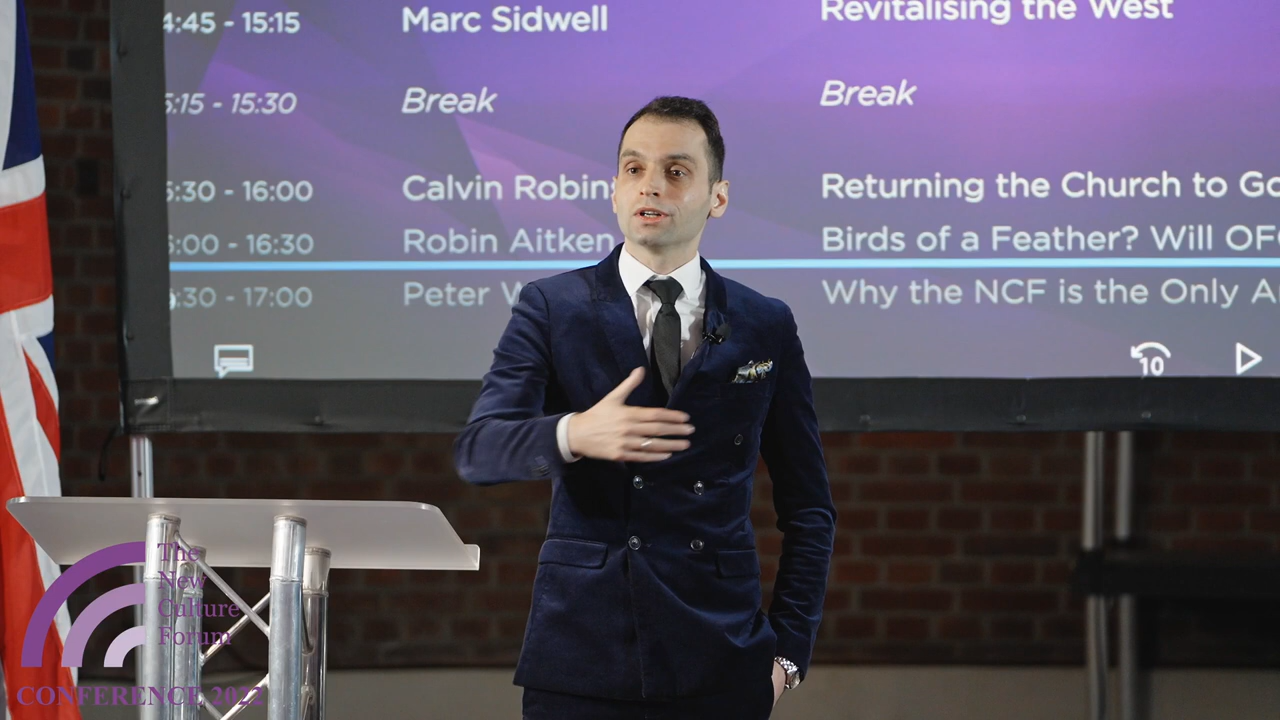 4:45 - 15:15 Marc Sidwell Revitalising the West
5:15 - 15:30 Break Break
5:30 - 16:00 Calvin Robin Returning the Church to Go
6:00 - 16:30 Robin Aitken Birds of a Feather? Will OF
:30 - 17:00 Peter W Why the NCF is the Only A
10
The
New
Culture
Forum
CONFERENCE 2022